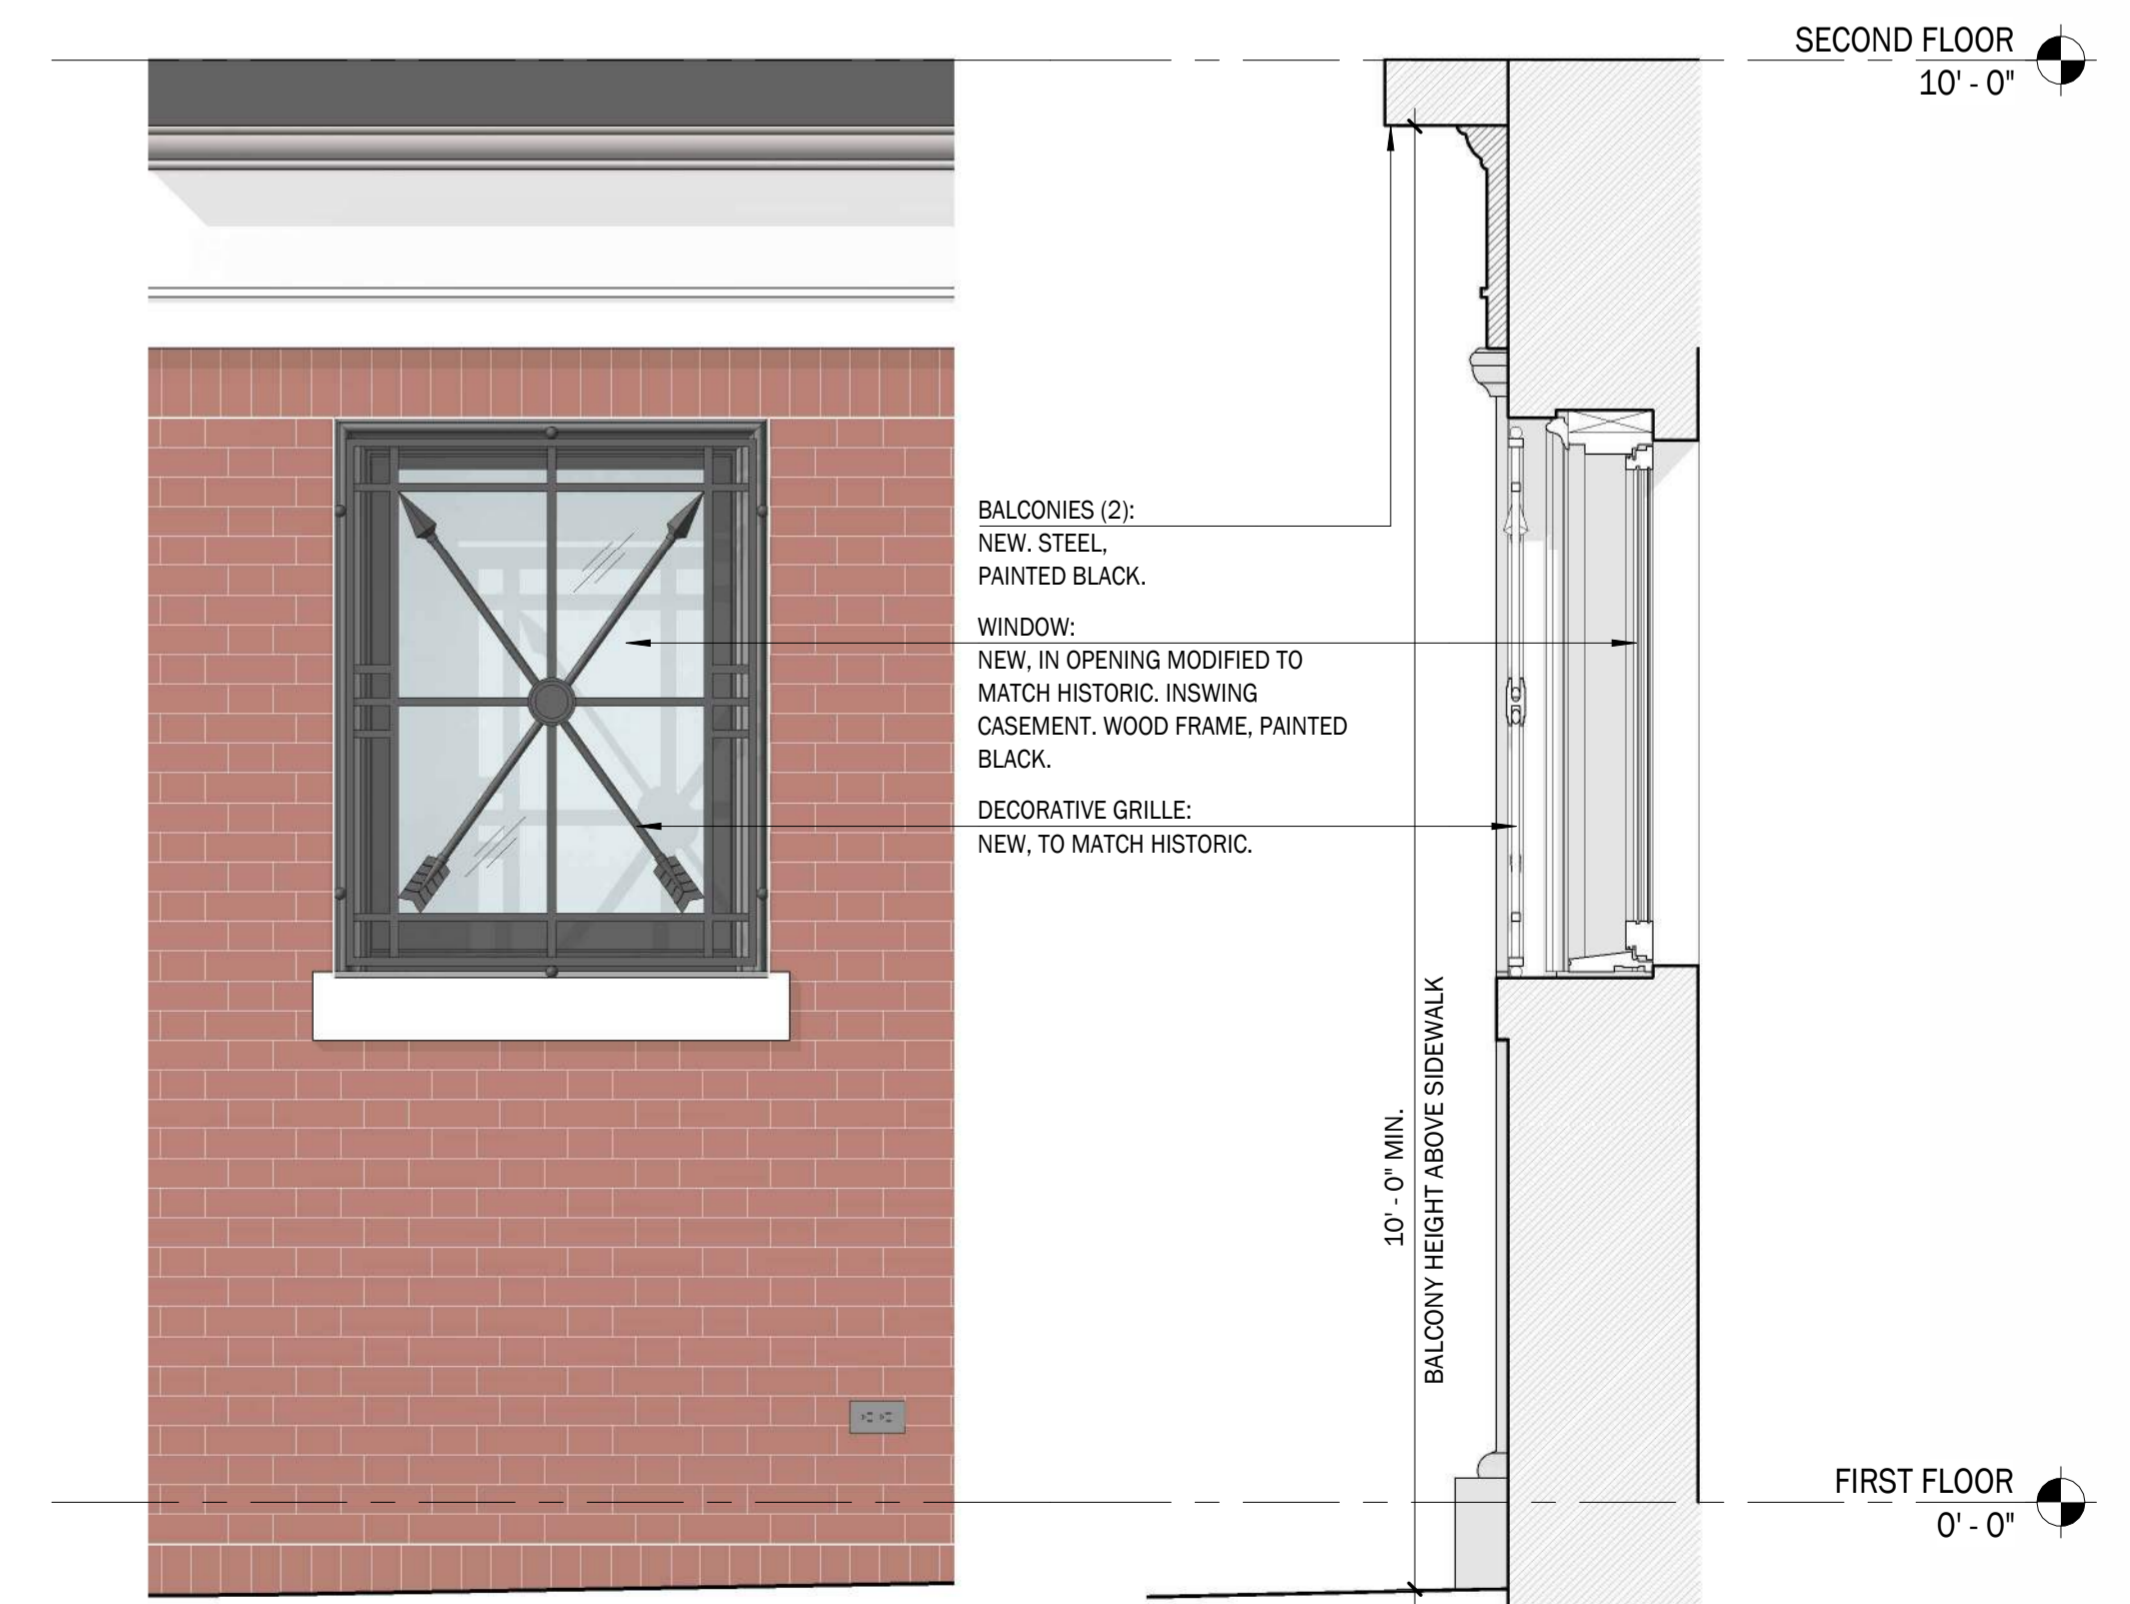 SECOND FLOOR
10' - 0"
BALCONIES (2):
NEW. STEEL,
PAINTED BLACK.
WINDOW:
NEW, IN OPENING MODIFIED TO
MATCH HISTORIC. INSWING
CASEMENT. WOOD FRAME, PAINTED
BLACK.
DECORATIVE GRILLE:
NEW, TO MATCH HISTORIC.
10' - 0" MIN.
BALCONY HEIGHT ABOVE SIDEWALK
FIRST FLOOR
0' - 0"